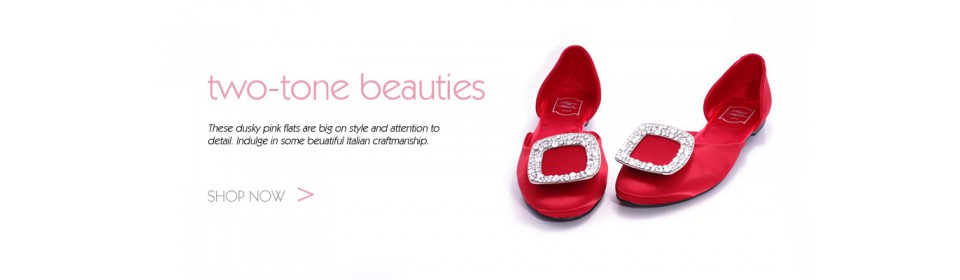 two-tone beauties
These dusky pink flats are big on style and attention to
detail. Indulge in some beuatiful Italian craftmanship.
SHOP NOW >